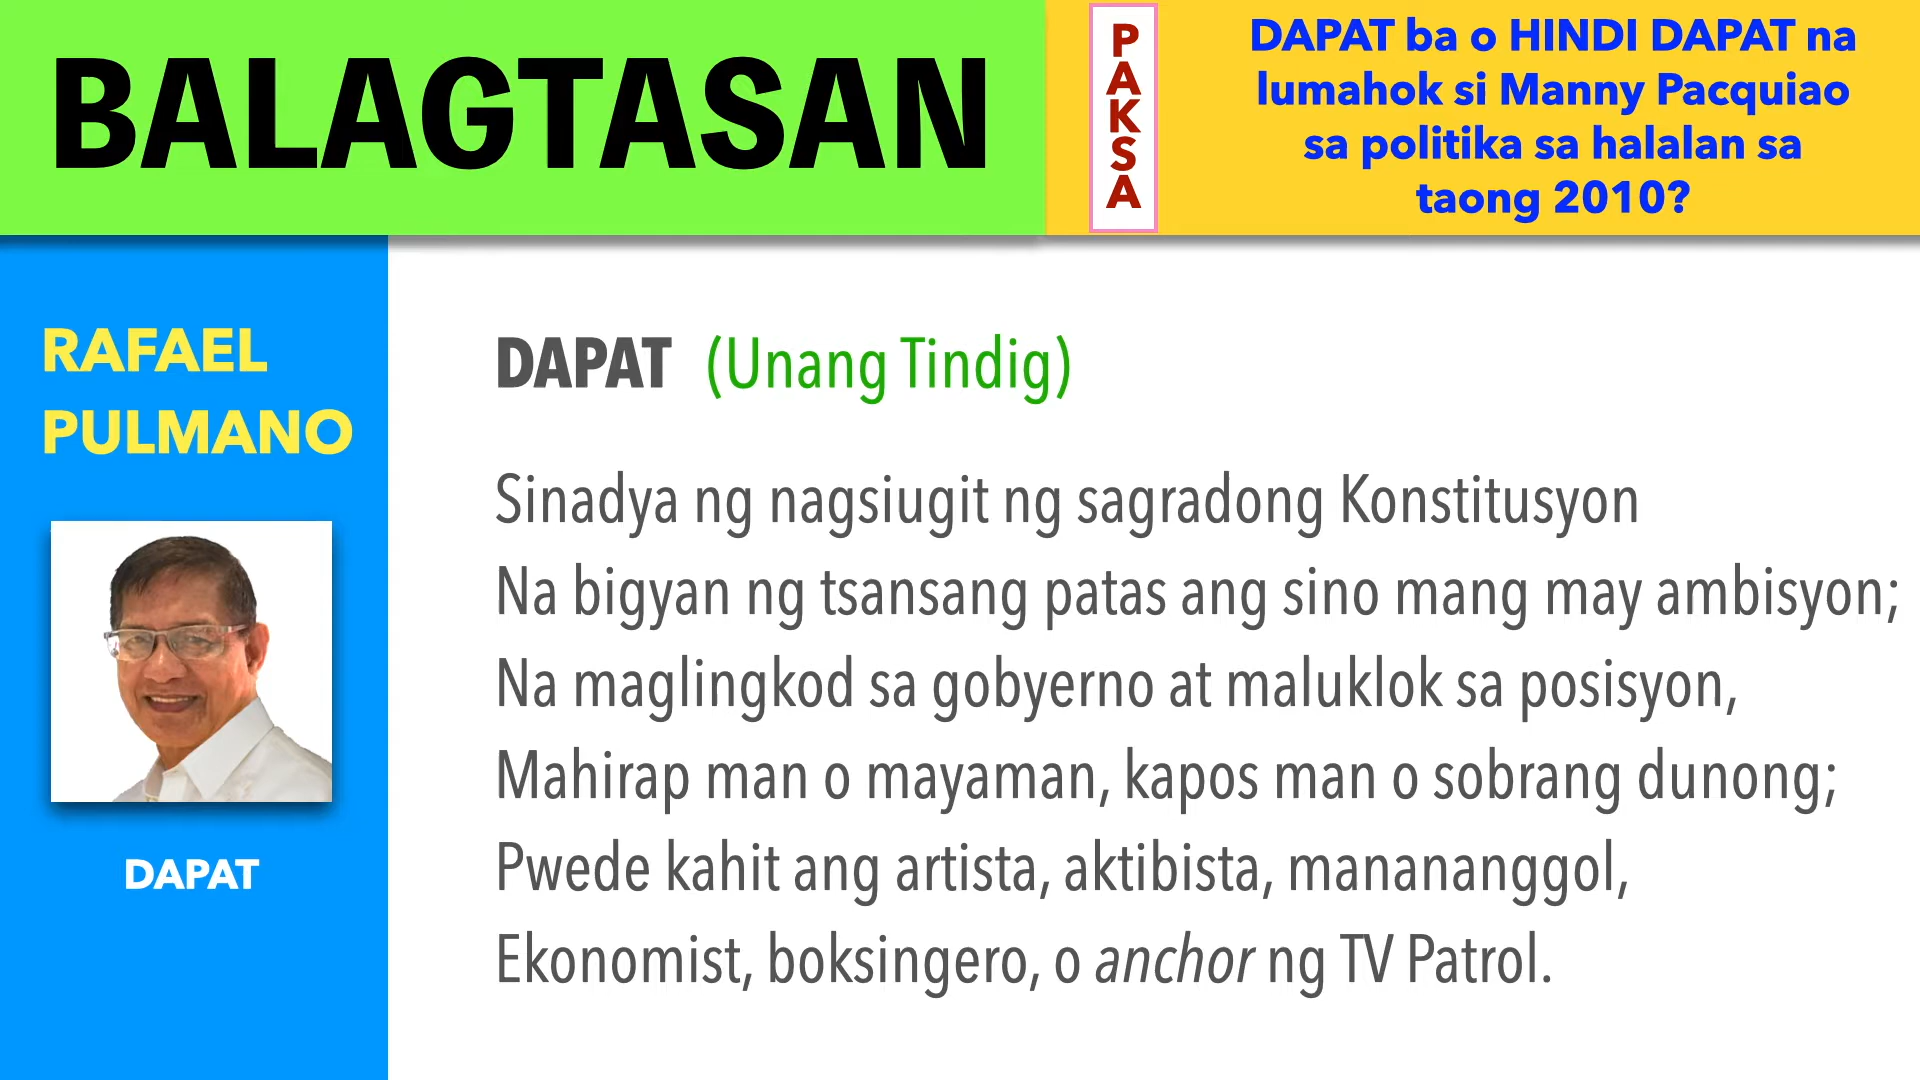 BALAGTASAN
PAKSA
DAPAT ba o HINDI DAPAT na
lumahok si Manny Pacquiao
sa politika sa halalan sa
taong 2010?
RAFAEL
PULMANO
DAPAT
DAPAT (Unang Tindig)
Sinadya ng nagsiugit ng sagradong Konstitusyon
Na bigyan ng tsansang patas ang sino mang may ambisyon;
Na maglingkod sa gobyerno at maluklok sa posisyon,
Mahirap man o mayaman, kapos man o sobrang dunong;
Pwede kahit ang artista, aktibista, manananggol,
Ekonomist, boksingero, o anchor ng TV Patrol.